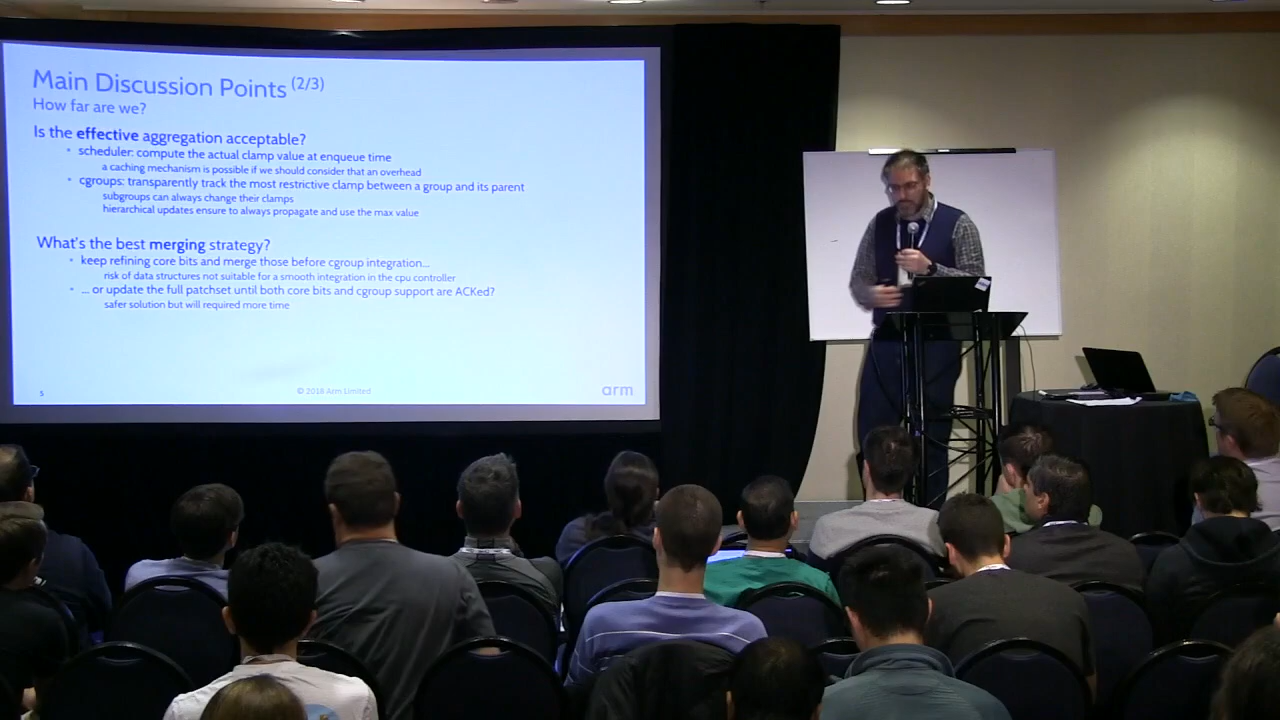 Main Discussion Points (2/3)
How far are we?
Is the effective aggregation acceptable?
• scheduler: compute the actual clamp value at enqueue time
a caching mechanism is possible if we should consider that an overhead
• cgroups: transparently track the most restrictive clamp between a group and its parent
subgroups can always change their clamps
hierarchical updates ensure to always propagate and use the max value
What's the best merging strategy?
• keep refining core bits and merge those before cgroup integration...
risk of data structures not suitable for a smooth integration in the cpu controller
• ... or update the full patchset until both core bits and cgroup support are ACKed?
safer solution but will required more time
5
© 2018 Arm Limited
arm